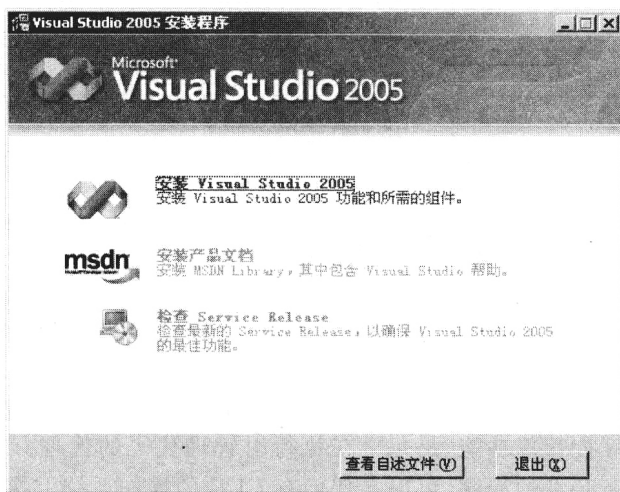 Visual Studio 2005 安装程序
Microsoft
Visual Studio 2005
安装 Visual Studio 2005
安装 Visual Studio 2005 功能和所需的组件。
msdn
安装产品文档
安装 MSDN Library，其中包含 Visual Studio 帮助。
检查 Service Release
检查最新的 Service Release，以确保 Visual Studio 2005
的最佳功能。
查看自述文件(V)
退出(X)